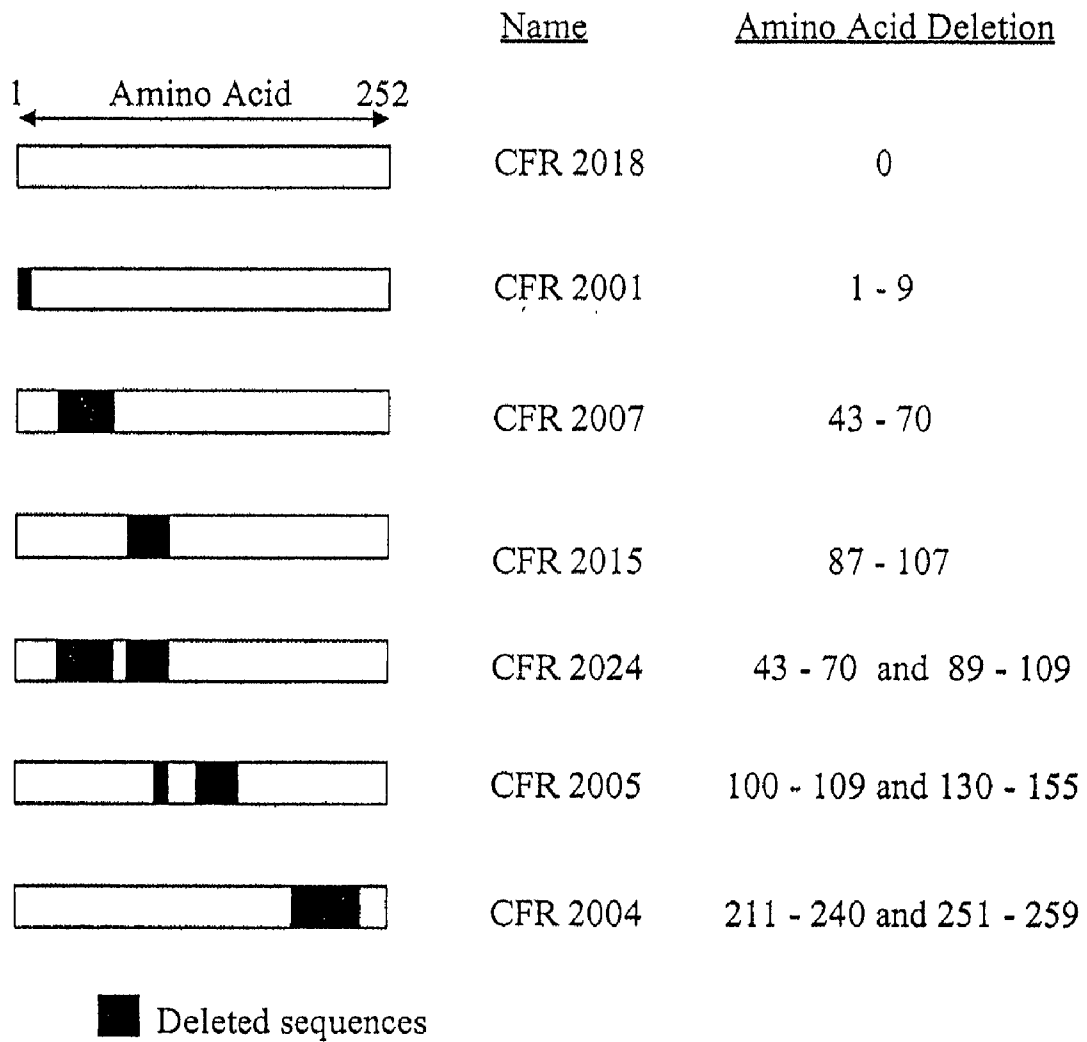 Name Amino Acid Deletion
1 Amino Acid 252
CFR 2018 0
CFR 2001 1 - 9
CFR 2007 43 - 70
CFR 2015 87 - 107
CFR 2024 43 - 70 and 89 - 109
CFR 2005 100 - 109 and 130 - 155
CFR 2004 211 - 240 and 251 - 259
Deleted sequences